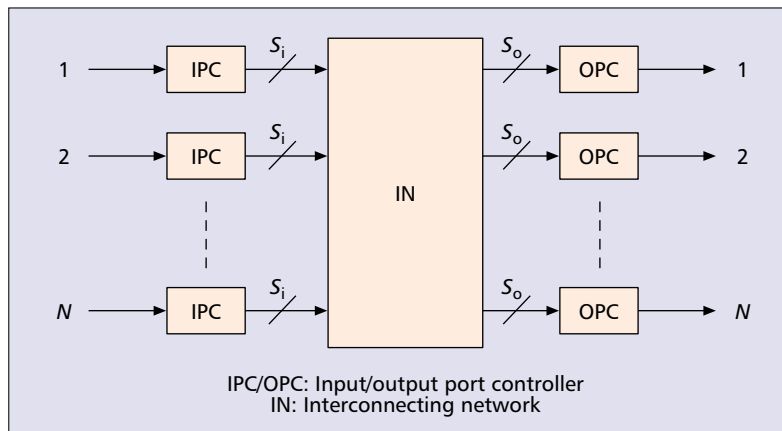 1 IPC Si So OPC 1
2 IPC Si So OPC 2
IN
N IPC Si So OPC N
IPC/OPC: Input/output port controller
IN: Interconnecting network